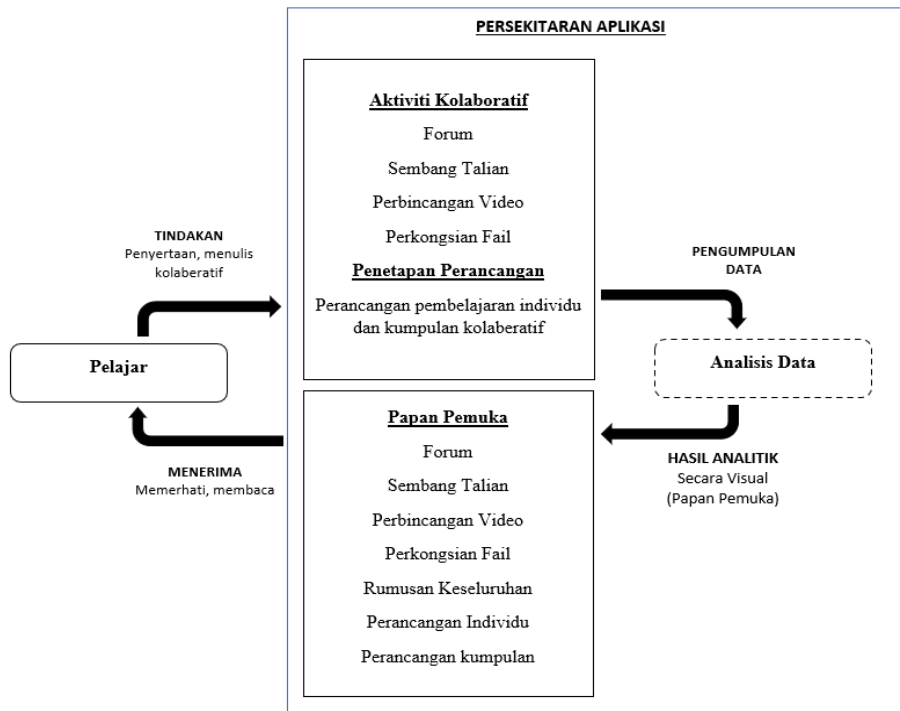 PERSEKITARAN APLIKASI
Aktiviti Kolaboratif
Forum
Sembang Talian
Perbincangan Video
Perkongsian Fail
Penetapan Perancangan
Perancangan pembelajaran individu
dan kumpulan kolaberatif
TINDAKAN
Penyertaan, menulis
kolaberatif
PENGUMPULAN
DATA
Pelajar
Analisis Data
Papan Pemuka
Forum
Sembang Talian
Perbincangan Video
Perkongsian Fail
Rumusan Keseluruhan
Perancangan Individu
Perancangan kumpulan
MENERIMA
Memerhati, membaca
HASIL ANALITIK
Secara Visual
(Papan Pemuka)